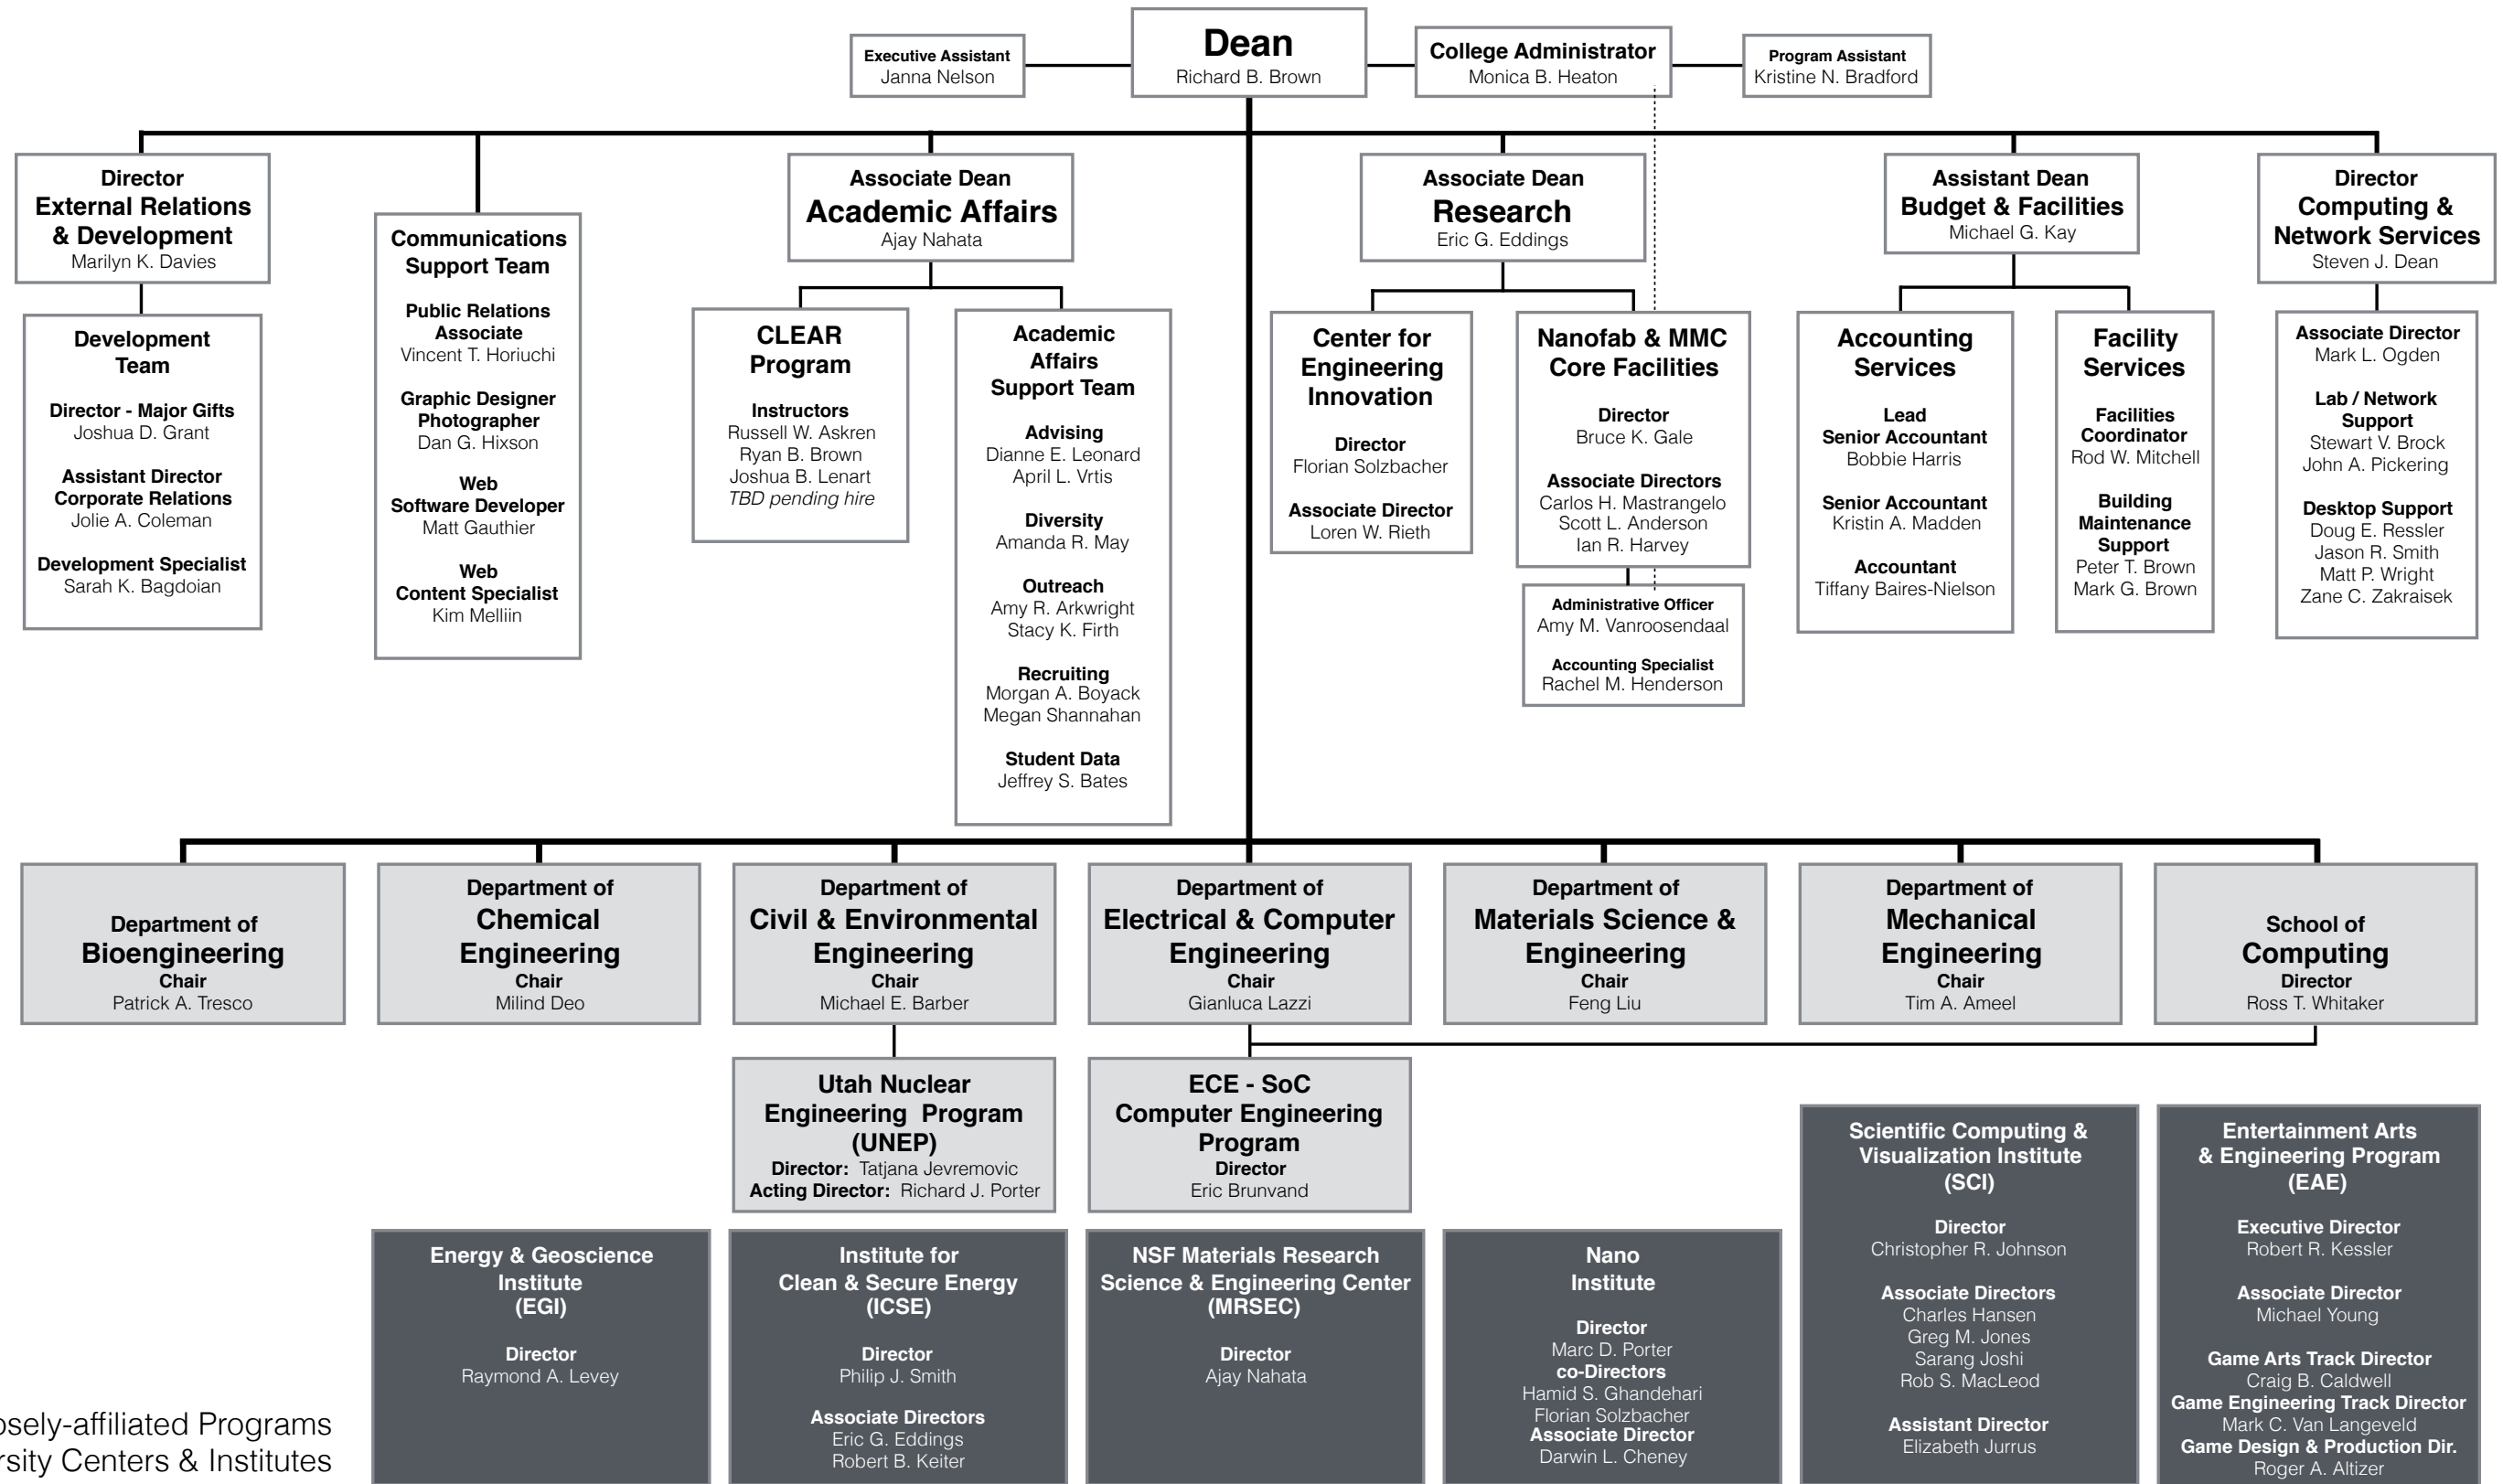 Executive Assistant
Janna Nelson
Dean
Richard B. Brown
College Administrator
Monica B. Heaton
Program Assistant
Kristine N. Bradford
Director
External Relations
& Development
Marilyn K. Davies
Development
Team
Director - Major Gifts
Joshua D. Grant
Assistant Director
Corporate Relations
Jolie A. Coleman
Development Specialist
Sarah K. Bagdoian
Communications
Support Team
Public Relations
Associate
Vincent T. Horiuchi
Graphic Designer
Photographer
Dan G. Hixson
Web
Software Developer
Matt Gauthier
Web
Content Specialist
Kim Melliin
Associate Dean
Academic Affairs
Ajay Nahata
CLEAR
Program
Instructors
Russell W. Askren
Ryan B. Brown
Joshua B. Lenart
TBD pending hire
Academic
Affairs
Support Team
Advising
Dianne E. Leonard
April L. Vrtis
Diversity
Amanda R. May
Outreach
Amy R. Arkwright
Stacy K. Firth
Recruiting
Morgan A. Boyack
Megan Shannahan
Student Data
Jeffrey S. Bates
Associate Dean
Research
Eric G. Eddings
Center for
Engineering
Innovation
Director
Florian Solzbacher
Associate Director
Loren W. Rieth
Nanofab & MMC
Core Facilities
Director
Bruce K. Gale
Associate Directors
Carlos H. Mastrangelo
Scott L. Anderson
Ian R. Harvey
Administrative Officer
Amy M. Vanroosendaal
Accounting Specialist
Rachel M. Henderson
Assistant Dean
Budget & Facilities
Michael G. Kay
Accounting
Services
Lead
Senior Accountant
Bobbie Harris
Senior Accountant
Kristin A. Madden
Accountant
Tiffany Baires-Nielson
Facility
Services
Facilities
Coordinator
Rod W. Mitchell
Building
Maintenance
Support
Peter T. Brown
Mark G. Brown
Director
Computing &
Network Services
Steven J. Dean
Associate Director
Mark L. Ogden
Lab / Network
Support
Stewart V. Brock
John A. Pickering
Desktop Support
Doug E. Ressler
Jason R. Smith
Matt P. Wright
Zane C. Zakraisek
Department of
Bioengineering
Chair
Patrick A. Tresco
Department of
Chemical
Engineering
Chair
Milind Deo
Department of
Civil & Environmental
Engineering
Chair
Michael E. Barber
Department of
Electrical & Computer
Engineering
Chair
Gianluca Lazzi
Department of
Materials Science &
Engineering
Chair
Feng Liu
Department of
Mechanical
Engineering
Chair
Tim A. Ameel
School of
Computing
Director
Ross T. Whitaker
Utah Nuclear
Engineering Program
(UNEP)
Director: Tatjana Jevremovic
Acting Director: Richard J. Porter
ECE - SoC
Computer Engineering
Program
Director
Eric Brunvand
Energy & Geoscience
Institute
(EGI)
Director
Raymond A. Levey
Institute for
Clean & Secure Energy
(ICSE)
Director
Philip J. Smith
Associate Directors
Eric G. Eddings
Robert B. Keiter
NSF Materials Research
Science & Engineering Center
(MRSEC)
Director
Ajay Nahata
Nano
Institute
Director
Marc D. Porter
co-Directors
Hamid S. Ghandehari
Florian Solzbacher
Associate Director
Darwin L. Cheney
Scientific Computing &
Visualization Institute
(SCI)
Director
Christopher R. Johnson
Associate Directors
Charles Hansen
Greg M. Jones
Sarang Joshi
Rob S. MacLeod
Assistant Director
Elizabeth Jurrus
Entertainment Arts
& Engineering Program
(EAE)
Executive Director
Robert R. Kessler
Associate Director
Michael Young
Game Arts Track Director
Craig B. Caldwell
Game Engineering Track Director
Mark C. Van Langeveld
Game Design & Production Dir.
Roger A. Altizer
osely-affiliated Programs
rsity Centers & Institutes